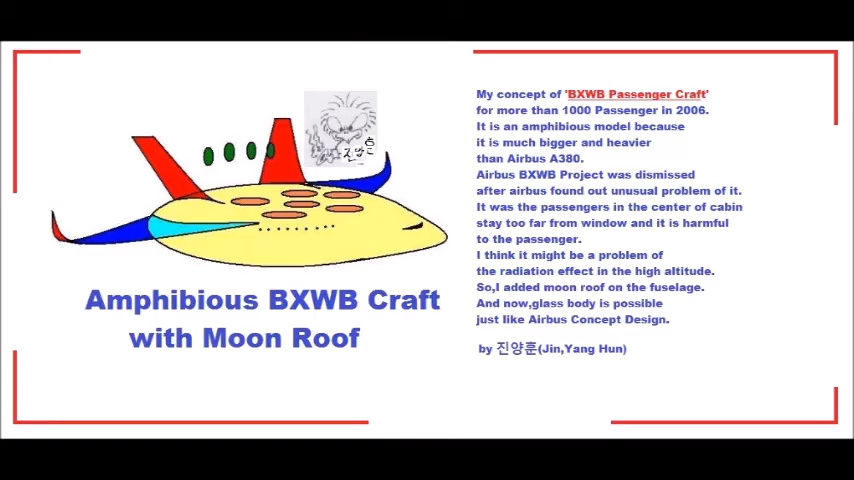 My concept of 'BXWB Passenger Craft'
for more than 1000 Passenger in 2006.
It is an amphibious model because
it is much bigger and heavier
than Airbus A380.
Airbus BXWB Project was dismissed
after airbus found out unusual problem of it.
It was the passengers in the center of cabin
stay too far from window and it is harmful
to the passenger.
I think it might be a problem of
the radiation effect in the high altitude.
So,I added moon roof on the fuselage.
And now,glass body is possible
just like Airbus Concept Design.
by 진양훈(Jin,Yang Hun)
진양훈
Amphibious BXWB Craft
with Moon Roof